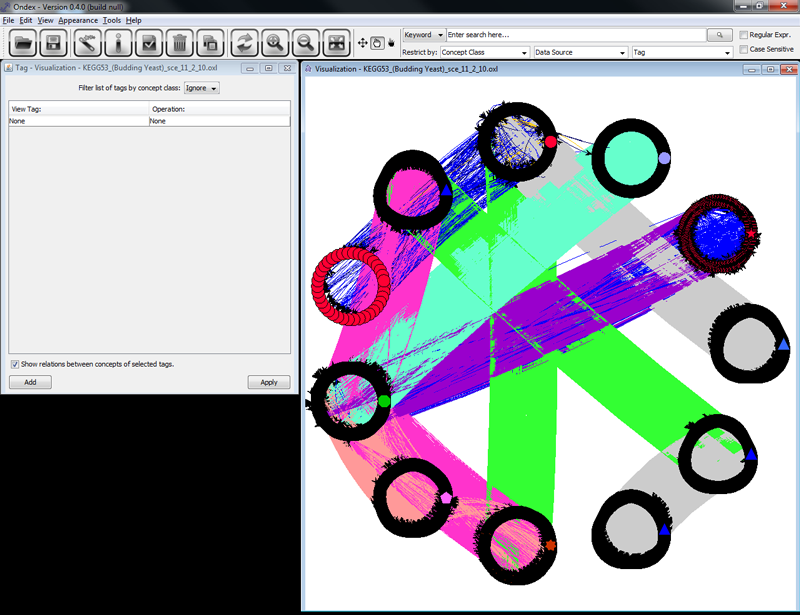 Ondex - Version 0.4.0 (build null)
File Edit View Appearance Tools Help
Keyword Enter search here... Regular Expr.
Restrict by: Concept Class Data Source Tag Case Sensitive
Tag - Visualization - KEGG53_(Budding Yeast)_sce_11_2_10.oxl
Visualization - KEGG53_(Budding Yeast)_sce_11_2_10.oxl
Filter list of tags by concept class: Ignore
View Tag: Operation:
None None
Show relations between concepts of selected tags.
Add Apply